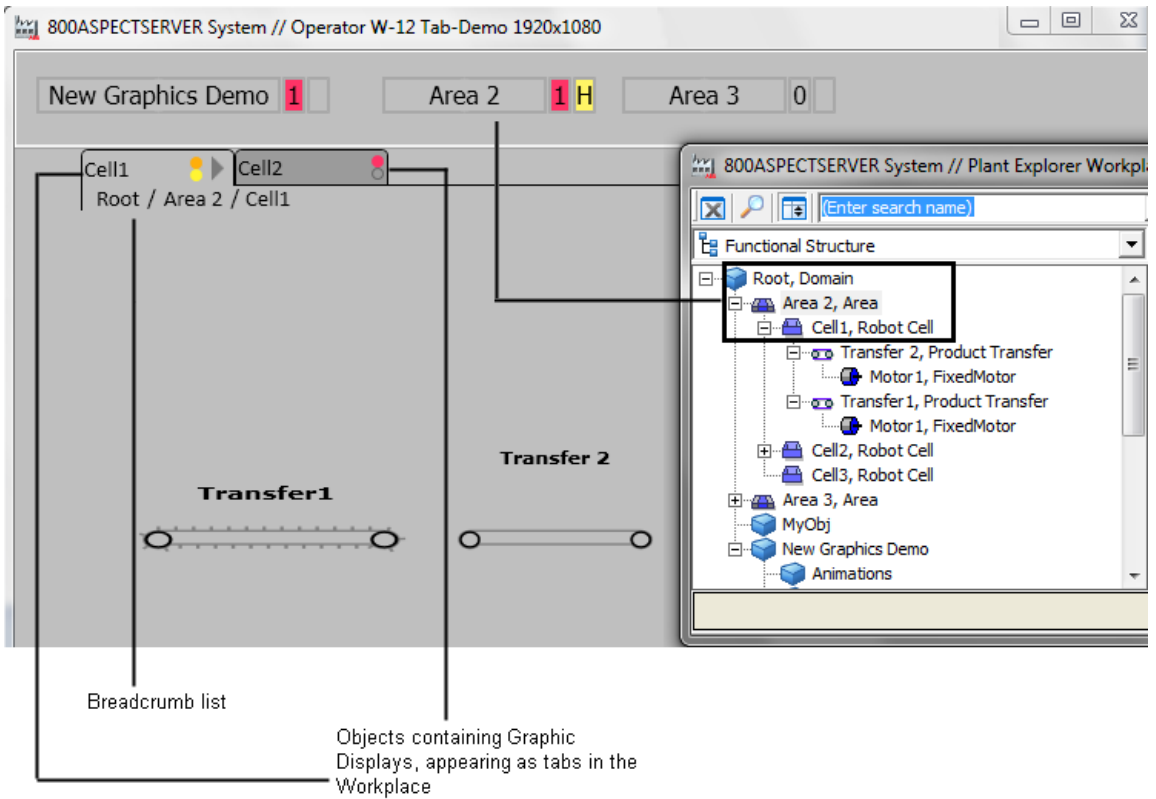 800ASPECTSERVER System // Operator W-12 Tab-Demo 1920x1080
New Graphics Demo 1
Area 2 1 H
Area 3 0
Cell1
Cell2
Root / Area 2 / Cell1
800ASPECTSERVER System // Plant Explorer Workpl
(Enter search name)
Functional Structure
Root, Domain
Area 2, Area
Cell1, Robot Cell
Transfer 2, Product Transfer
Motor1, FixedMotor
Transfer1, Product Transfer
Motor1, FixedMotor
Cell2, Robot Cell
Cell3, Robot Cell
Area 3, Area
MyObj
New Graphics Demo
Animations
Transfer 2
Transfer1
Breadcrumb list
Objects containing Graphic
Displays, appearing as tabs in the
Workplace